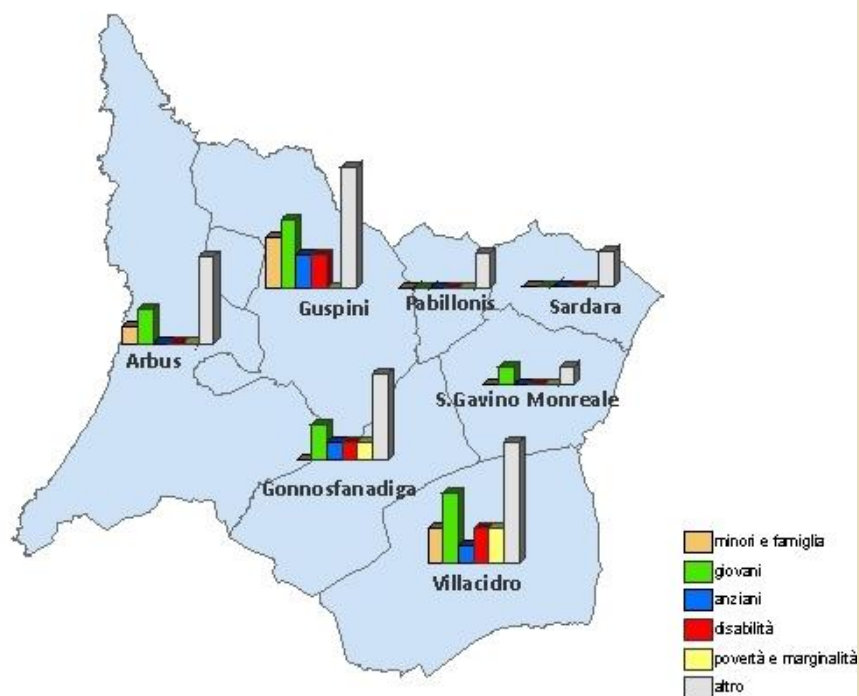 Guspini
Pabillonis
Sardara
Arbus
S.Gavino Monreale
Gonnosfanadiga
Villacidro
minori e famiglia
giovani
anziani
disabilità
povertà e marginalità
altro